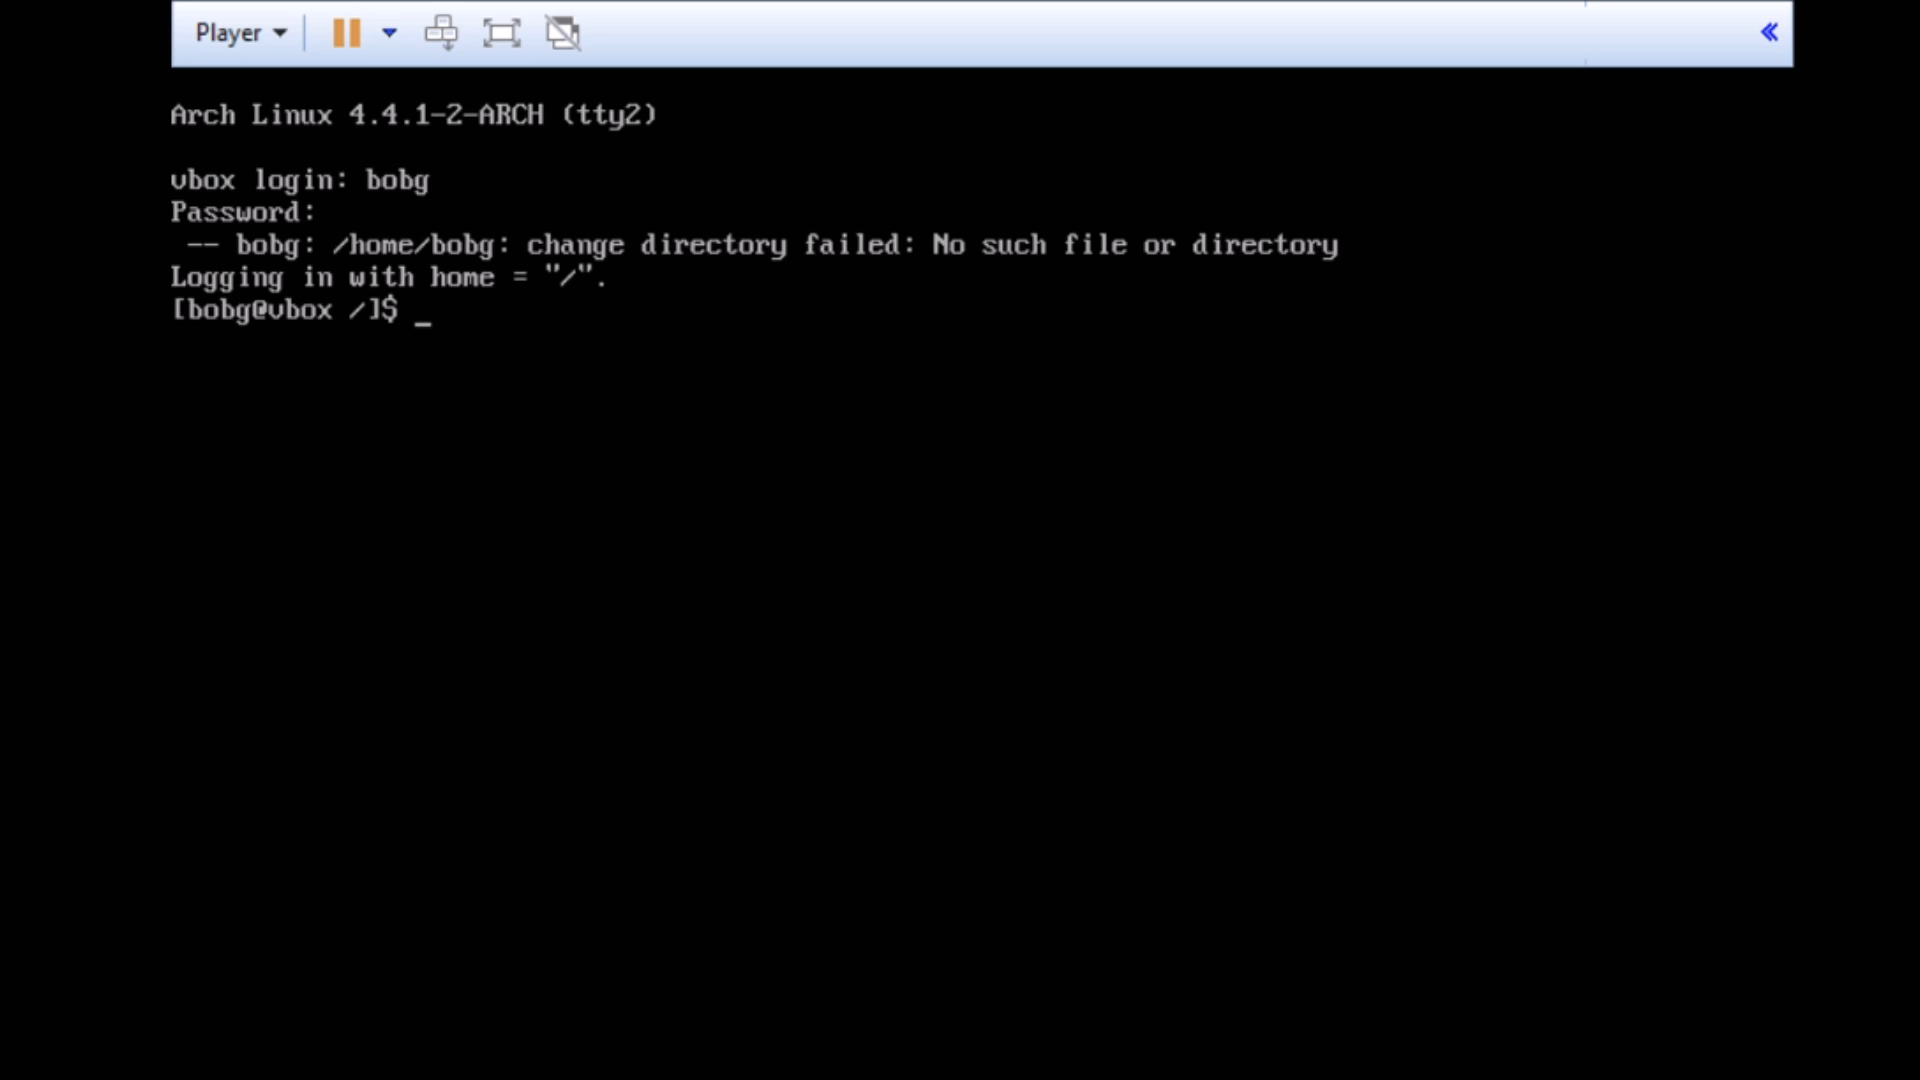 Player
Arch Linux 4.4.1-2-ARCH (tty2)
vbox login: bobg
Password:
-- bobg: /home/bobg: change directory failed: No such file or directory
Logging in with home = "/".
[bobg@vbox /]$ _